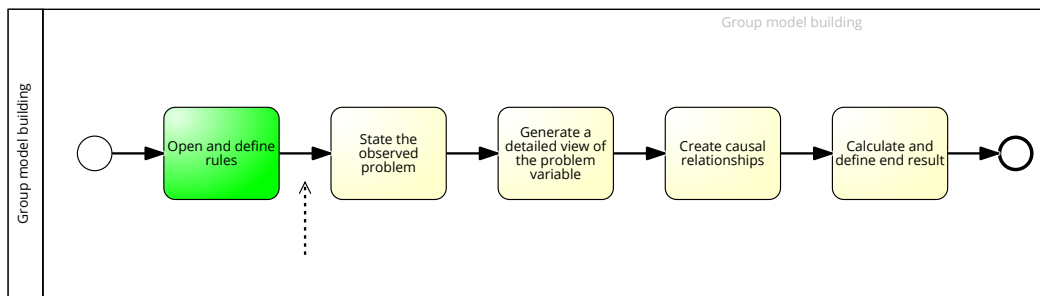 Group model building
Group model building
Open and define
rules
State the
observed
problem
Generate a
detailed view of
the problem
variable
Create causal
relationships
Calculate and
define end result